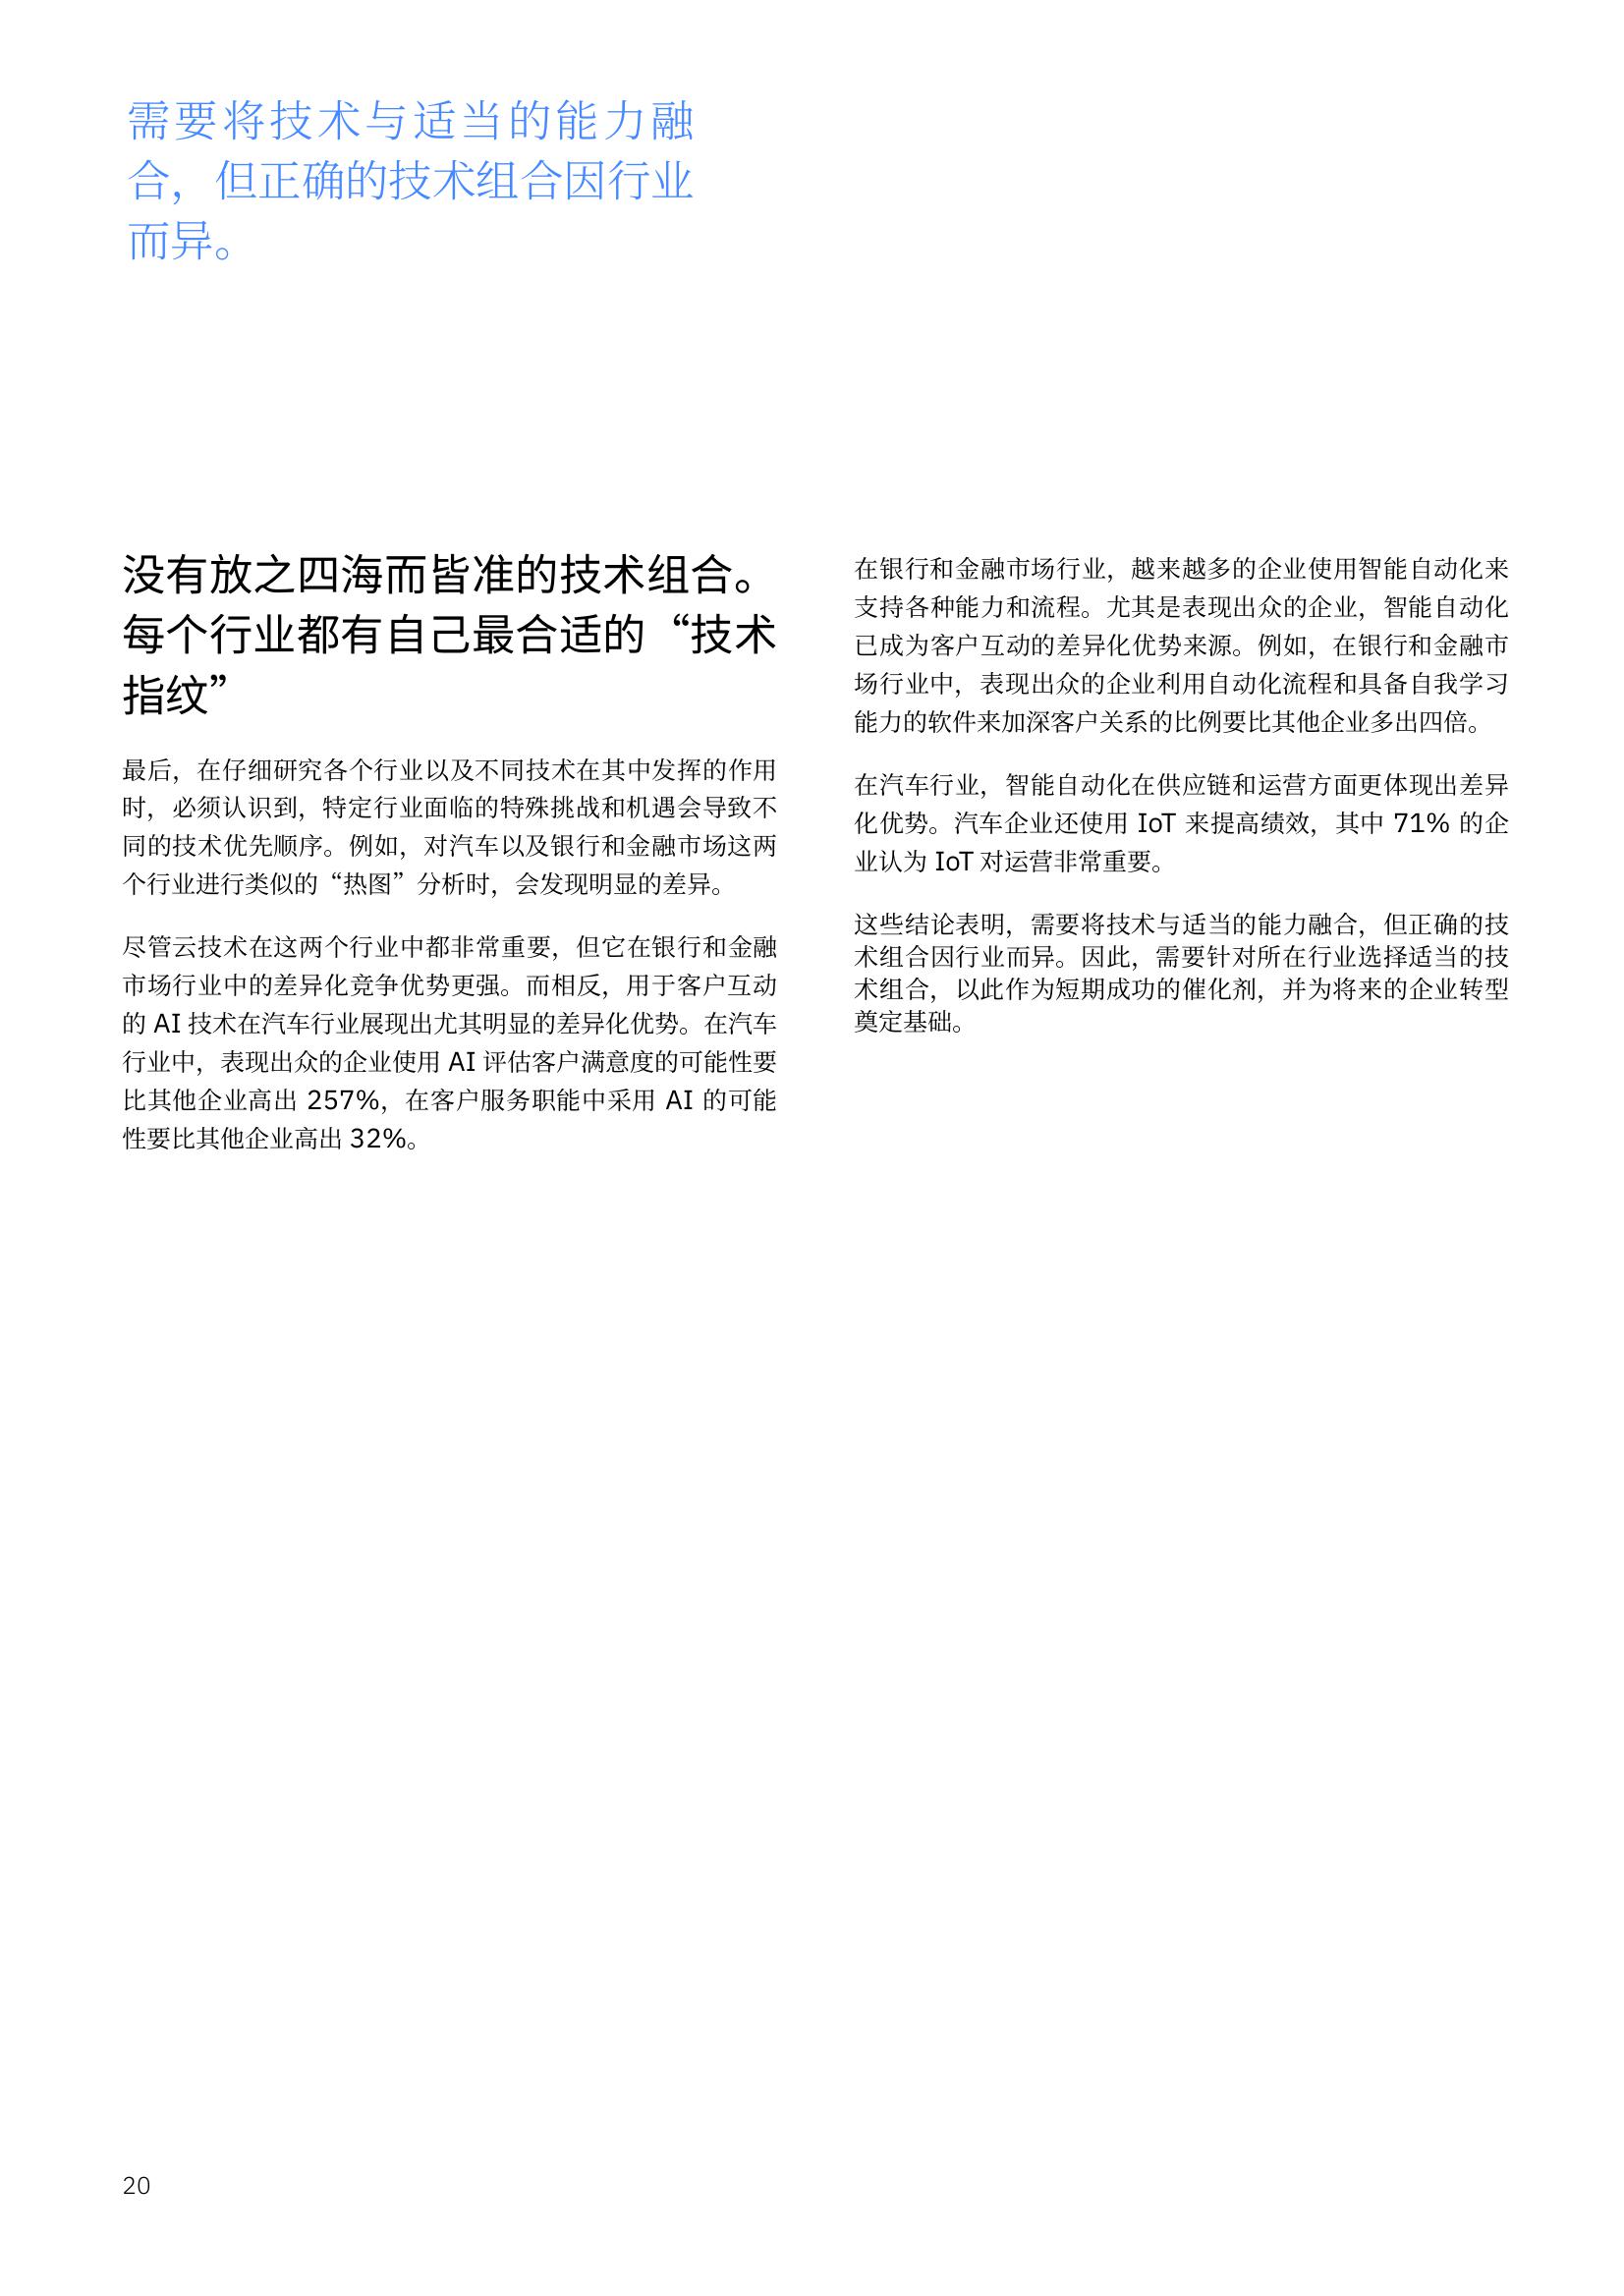 需要将技术与适当的能力融
合，但正确的技术组合因行业
而异。
没有放之四海而皆准的技术组合。
每个行业都有自己最合适的“技术
指纹”
最后，在仔细研究各个行业以及不同技术在其中发挥的作用
时，必须认识到，特定行业面临的特殊挑战和机遇会导致不
同的技术优先顺序。例如，对汽车以及银行和金融市场这两
个行业进行类似的“热图”分析时，会发现明显的差异。
尽管云技术在这两个行业中都非常重要，但它在银行和金融
市场行业中的差异化竞争优势更强。而相反，用于客户互动
的 AI 技术在汽车行业展现出尤其明显的差异化优势。在汽车
行业中，表现出众的企业使用 AI 评估客户满意度的可能性要
比其他企业高出 257%，在客户服务职能中采用 AI 的可能
性要比其他企业高出 32%。
在银行和金融市场行业，越来越多的企业使用智能自动化来
支持各种能力和流程。尤其是表现出众的企业，智能自动化
已成为客户互动的差异化优势来源。例如，在银行和金融市
场行业中，表现出众的企业利用自动化流程和具备自我学习
能力的软件来加深客户关系的比例要比其他企业多出四倍。
在汽车行业，智能自动化在供应链和运营方面更体现出差异
化优势。汽车企业还使用 IoT 来提高绩效，其中 71% 的企
业认为 IoT 对运营非常重要。
这些结论表明，需要将技术与适当的能力融合，但正确的技
术组合因行业而异。因此，需要针对所在行业选择适当的技
术组合，以此作为短期成功的催化剂，并为将来的企业转型
奠定基础。
20